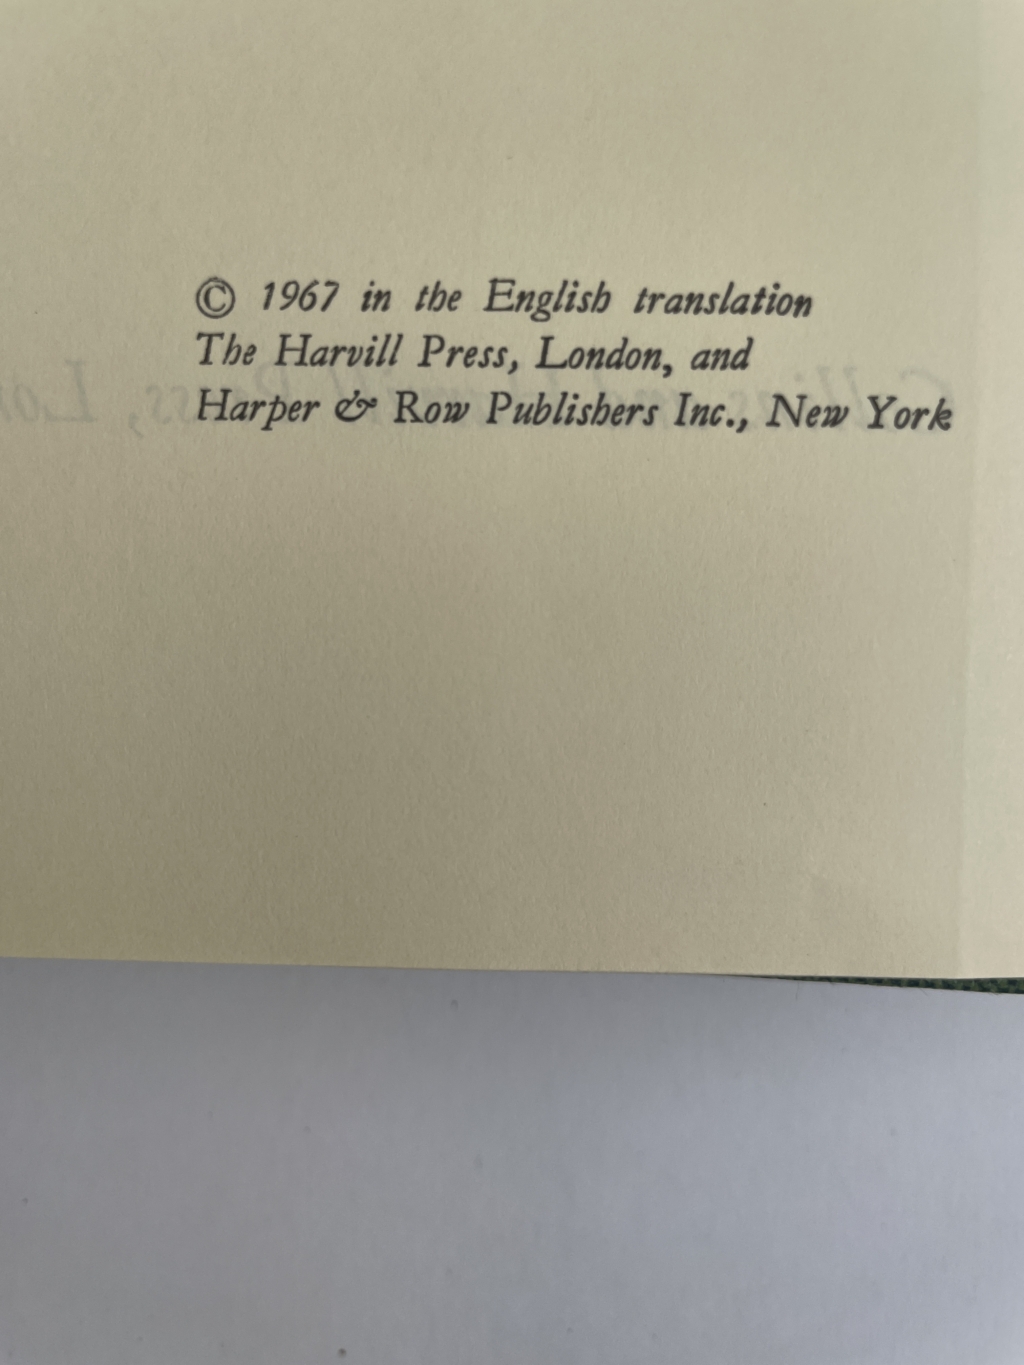 © 1967 in the English translation
The Harvill Press, London, and
Harper & Row Publishers Inc., New York